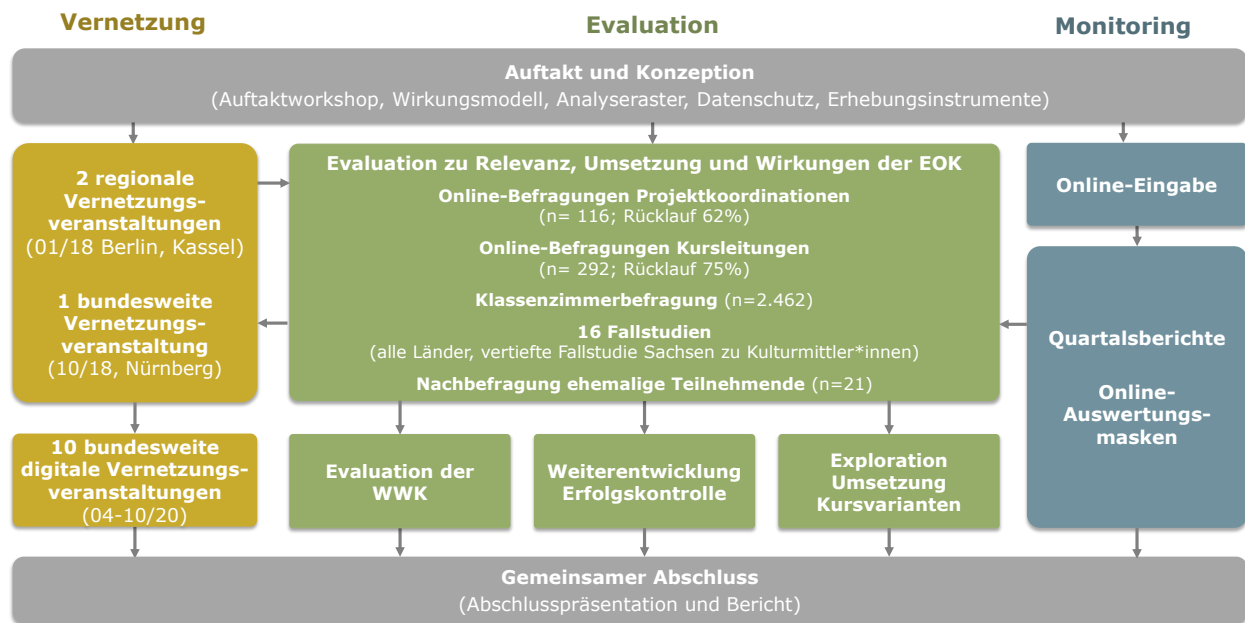 Vernetzung
Evaluation
Monitoring
Auftakt und Konzeption
(Auftaktworkshop, Wirkungsmodell, Analyseraster, Datenschutz, Erhebungsinstrumente)
2 regionale
Vernetzungs-
veranstaltungen
(01/18 Berlin, Kassel)
1 bundesweite
Vernetzungs-
veranstaltung
(10/18, Nürnberg)
Evaluation zu Relevanz, Umsetzung und Wirkungen der EOK
Online-Befragungen Projektkoordinationen
(n= 116; Rücklauf 62%)
Online-Befragungen Kursleitungen
(n= 292; Rücklauf 75%)
Klassenzimmerbefragung (n=2.462)
16 Fallstudien
(alle Länder, vertiefte Fallstudie Sachsen zu Kulturmittler*innen)
Nachbefragung ehemalige Teilnehmende (n=21)
Online-Eingabe
Quartalsberichte
Online-
Auswertungs-
masken
10 bundesweite
digitale Vernetzungs-
veranstaltungen
(04-10/20)
Evaluation der
WWK
Weiterentwicklung
Erfolgskontrolle
Exploration
Umsetzung
Kursvarianten
Gemeinsamer Abschluss
(Abschlusspräsentation und Bericht)